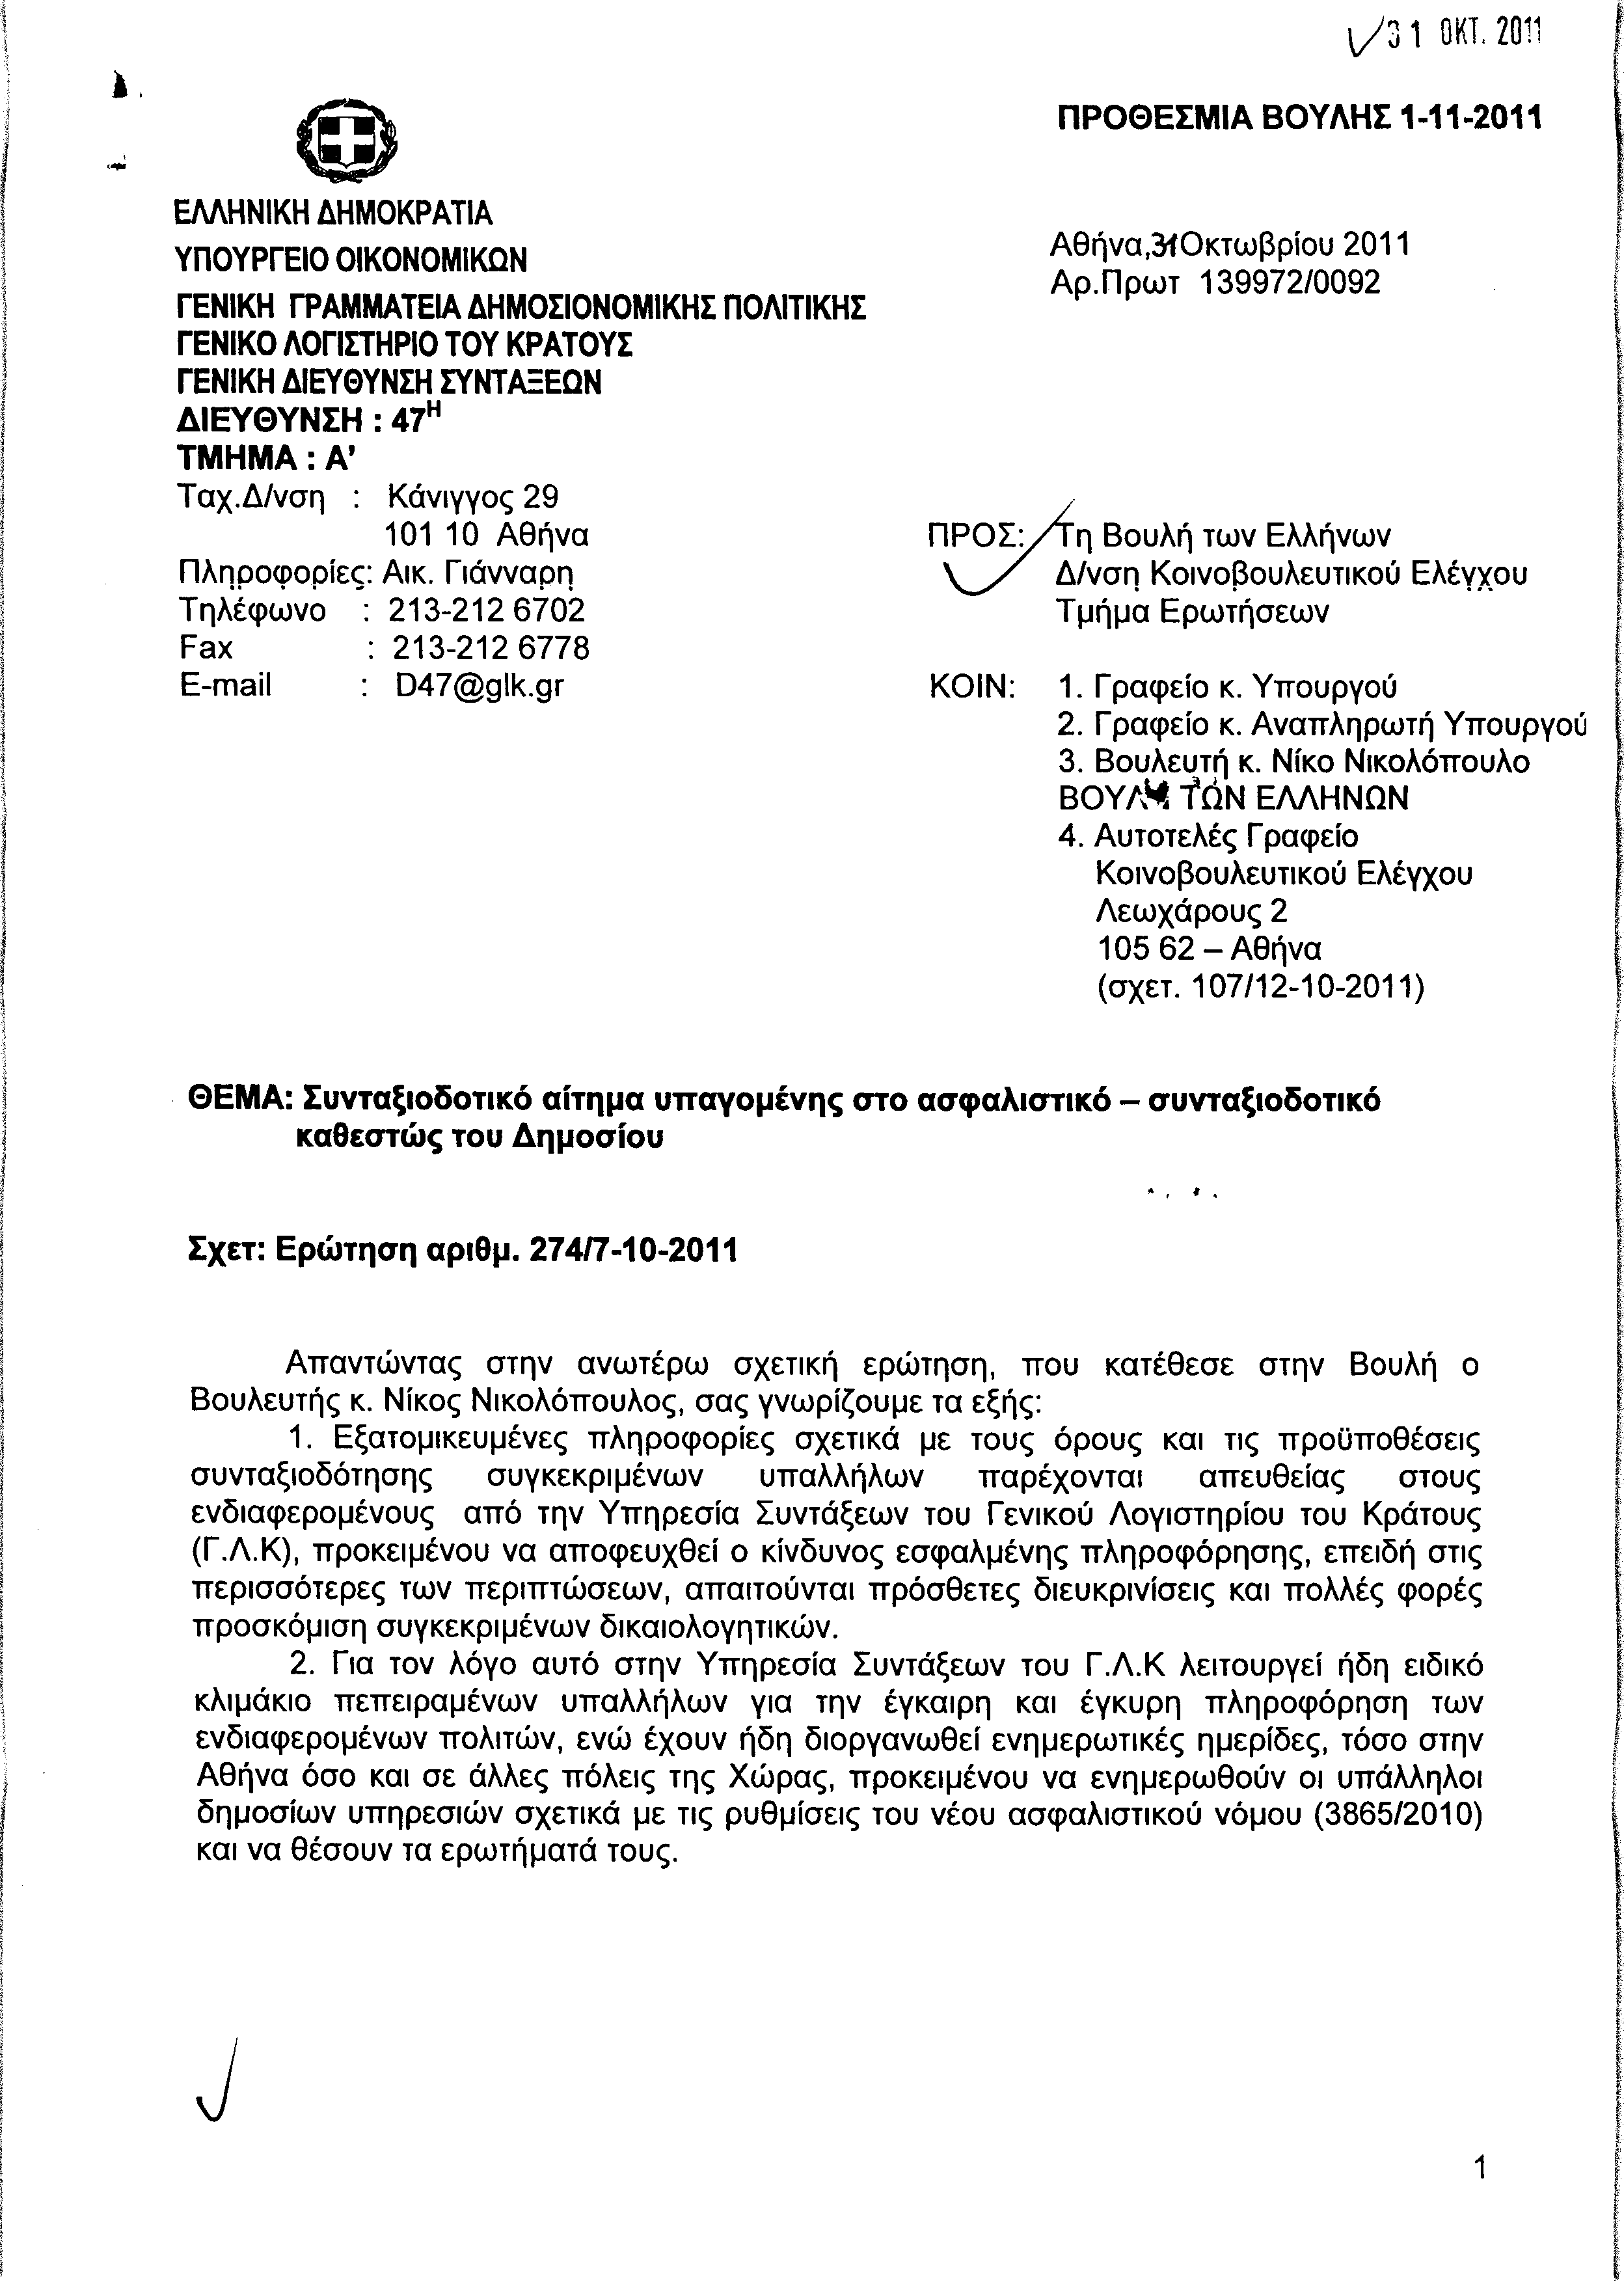 31 ΟΚΤ. 2011
ΠΡΟΘΕΣΜΙΑ ΒΟΥΛΗΣ 1-11-2011
ΕΛΛΗΝΙΚΗ ΔΗΜΟΚΡΑΤΙΑ
ΥΠΟΥΡΓΕΙΟ ΟΙΚΟΝΟΜΙΚΩΝ
ΓΕΝΙΚΗ ΓΡΑΜΜΑΤΕΙΑ ΔΗΜΟΣΙΟΝΟΜΙΚΗΣ ΠΟΛΙΤΙΚΗΣ
ΓΕΝΙΚΟ ΛΟΓΙΣΤΗΡΙΟ ΤΟΥ ΚΡΑΤΟΥΣ
ΓΕΝΙΚΗ ΔΙΕΥΘΥΝΣΗ ΣΥΝΤΑΞΕΩΝ
ΔΙΕΥΘΥΝΣΗ : 47Η
ΤΜΗΜΑ : Α'
Ταχ.Δ/νση : Κάνιγγος 29
101 10 Αθήνα
Πληροφορίες: Αικ. Γιάνναρη
Τηλέφωνο : 213-212 6702
Fax : 213-212 6778
E-mail : D47@glk.gr
Αθήνα,31Οκτωβρίου 2011
Αρ.Πρωτ 139972/0092
ΠΡΟΣ: Τη Βουλή των Ελλήνων
Δ/νση Κοινοβουλευτικού Ελέγχου
Τμήμα Ερωτήσεων
ΚΟΙΝ: 1. Γραφείο κ. Υπουργού
2. Γραφείο κ. Αναπληρωτή Υπουργού
3. Βουλευτή κ. Νίκο Νικολόπουλο
ΒΟΥΛΗ ΤΩΝ ΕΛΛΗΝΩΝ
4. Αυτοτελές Γραφείο
Κοινοβουλευτικού Ελέγχου
Λεωχάρους 2
105 62 – Αθήνα
(σχετ. 107/12-10-2011)
ΘΕΜΑ: Συνταξιοδοτικό αίτημα υπαγομένης στο ασφαλιστικό – συνταξιοδοτικό
καθεστώς του Δημοσίου
Σχετ: Ερώτηση αριθμ. 274/7-10-2011
Απαντώντας στην ανωτέρω σχετική ερώτηση, που κατέθεσε στην Βουλή ο
Βουλευτής κ. Νίκος Νικολόπουλος, σας γνωρίζουμε τα εξής:
1. Εξατομικευμένες πληροφορίες σχετικά με τους όρους και τις προϋποθέσεις
συνταξιοδότησης συγκεκριμένων υπαλλήλων παρέχονται απευθείας στους
ενδιαφερομένους από την Υπηρεσία Συντάξεων του Γενικού Λογιστηρίου του Κράτους
(Γ.Λ.Κ), προκειμένου να αποφευχθεί ο κίνδυνος εσφαλμένης πληροφόρησης, επειδή στις
περισσότερες των περιπτώσεων, απαιτούνται πρόσθετες διευκρινίσεις και πολλές φορές
προσκόμιση συγκεκριμένων δικαιολογητικών.
2. Για τον λόγο αυτό στην Υπηρεσία Συντάξεων του Γ.Λ.Κ λειτουργεί ήδη ειδικό
κλιμάκιο πεπειραμένων υπαλλήλων για την έγκαιρη και έγκυρη πληροφόρηση των
ενδιαφερομένων πολιτών, ενώ έχουν ήδη διοργανωθεί ενημερωτικές ημερίδες, τόσο στην
Αθήνα όσο και σε άλλες πόλεις της Χώρας, προκειμένου να ενημερωθούν οι υπάλληλοι
δημοσίων υπηρεσιών σχετικά με τις ρυθμίσεις του νέου ασφαλιστικού νόμου (3865/2010)
και να θέσουν τα ερωτήματά τους.
1